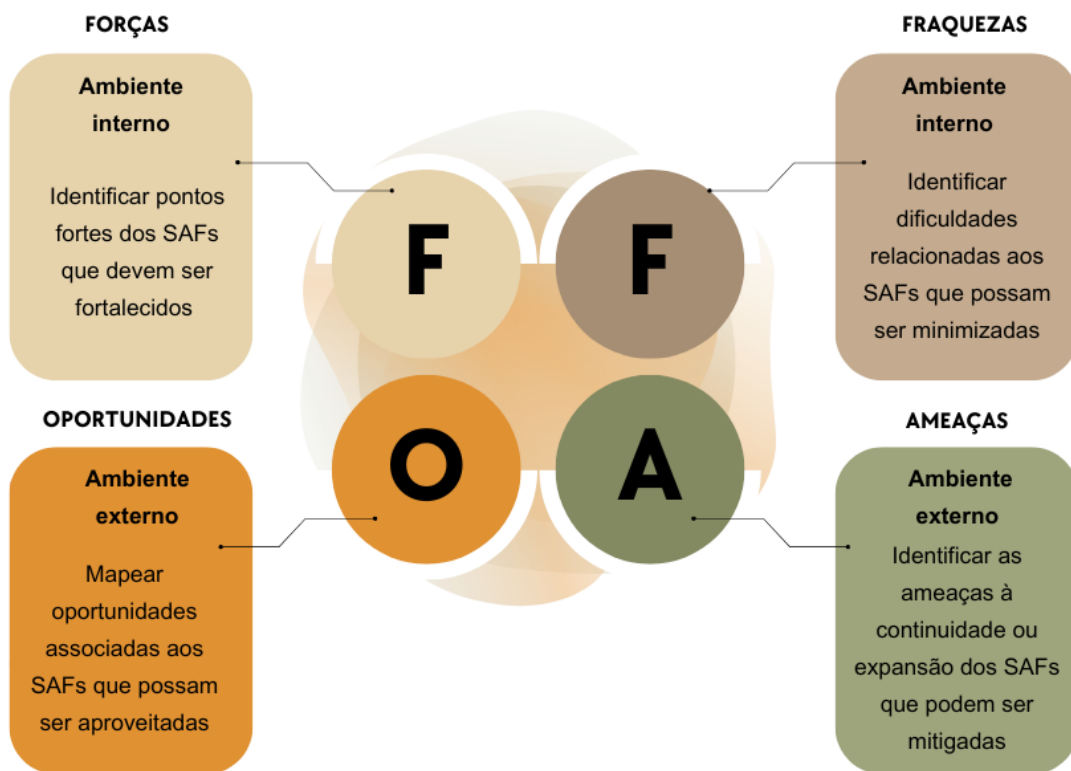 FORÇAS
Ambiente
interno
Identificar pontos
fortes dos SAFs
que devem ser
fortalecidos
F
FRAQUEZAS
Ambiente
interno
Identificar
dificuldades
relacionadas aos
SAFs que possam
ser minimizadas
F
OPORTUNIDADES
Ambiente
externo
Mapear
oportunidades
associadas aos
SAFs que possam
ser aproveitadas
O
AMEAÇAS
Ambiente
externo
Identificar as
ameaças à
continuidade ou
expansão dos SAFs
que podem ser
mitigadas
A